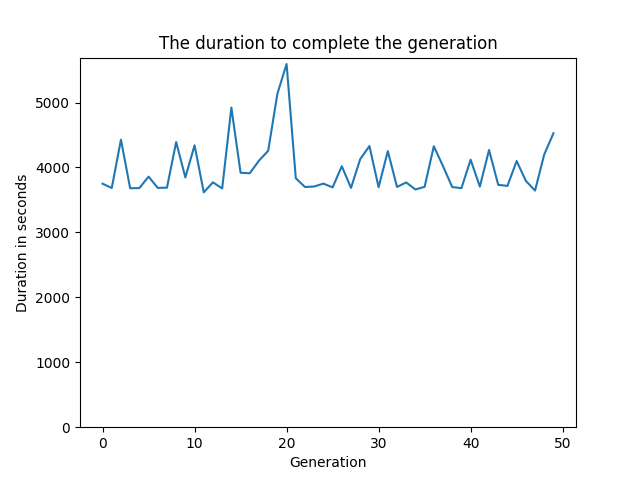 The duration to complete the generation
Duration in seconds
5000
4000
3000
2000
1000
0
0 10 20 30 40 50
Generation